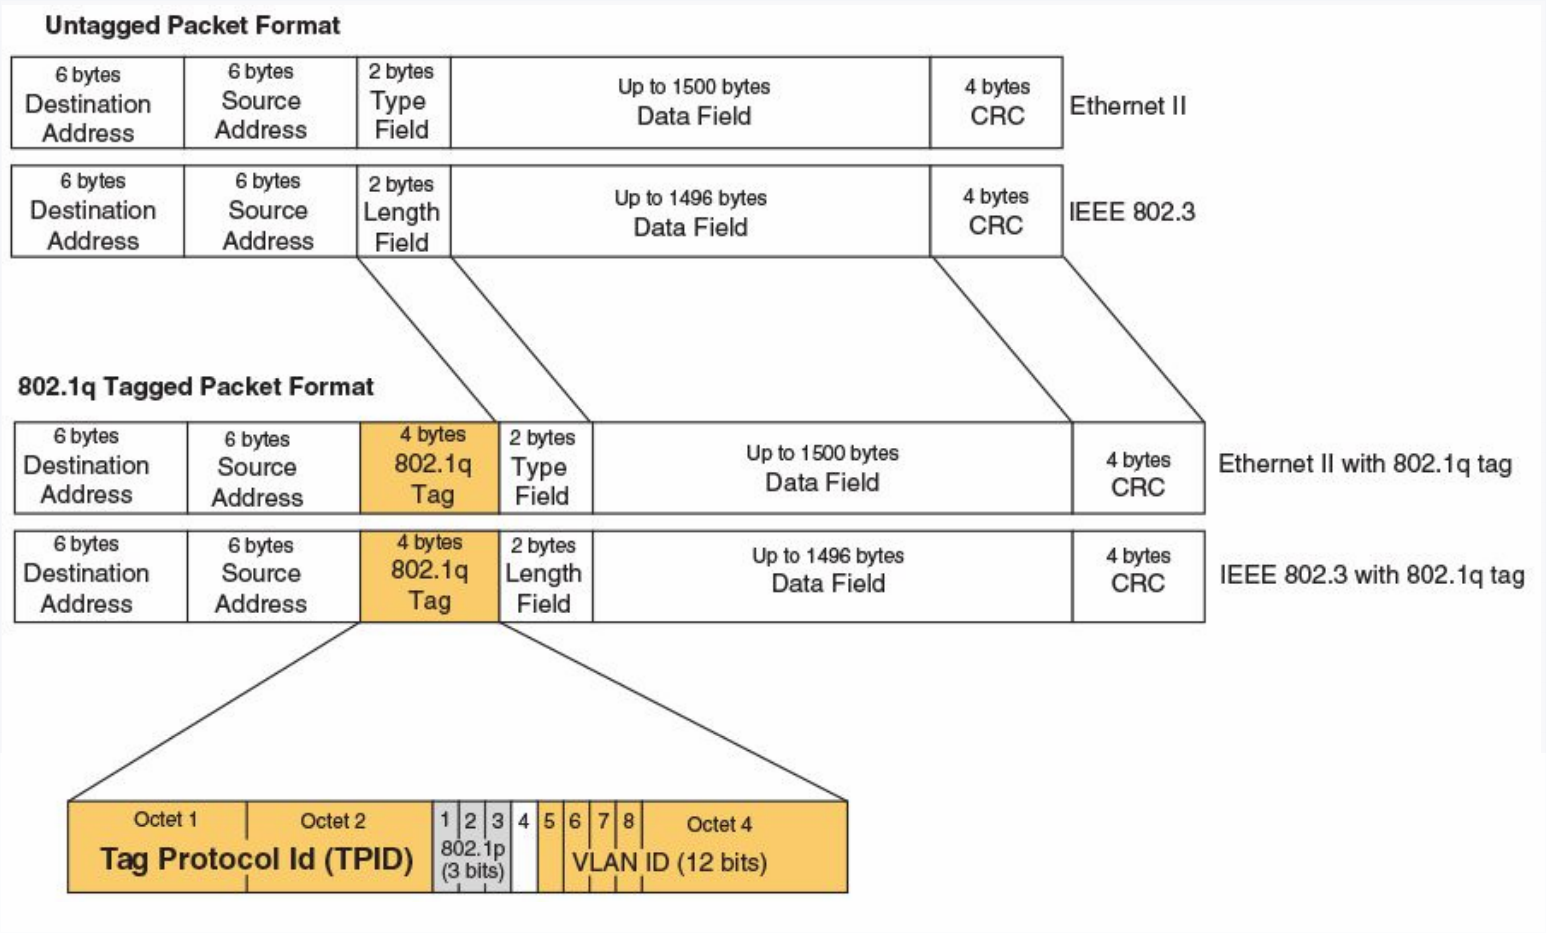 Untagged Packet Format
6 bytes
Destination
Address
6 bytes
Source
Address
2 bytes
Type
Field
Up to 1500 bytes
Data Field
4 bytes
CRC
Ethernet II
6 bytes
Destination
Address
6 bytes
Source
Address
2 bytes
Length
Field
Up to 1496 bytes
Data Field
4 bytes
CRC
IEEE 802.3
802.1q Tagged Packet Format
6 bytes
Destination
Address
6 bytes
Source
Address
4 bytes
802.1q
Tag
2 bytes
Type
Field
Up to 1500 bytes
Data Field
4 bytes
CRC
Ethernet II with 802.1q tag
6 bytes
Destination
Address
6 bytes
Source
Address
4 bytes
802.1q
Tag
2 bytes
Length
Field
Up to 1496 bytes
Data Field
4 bytes
CRC
IEEE 802.3 with 802.1q tag
Octet 1
Octet 2
Tag Protocol Id (TPID)
1 2 3 4 5 6 7 8
802.1p
(3 bits)
Octet 4
VLAN ID (12 bits)